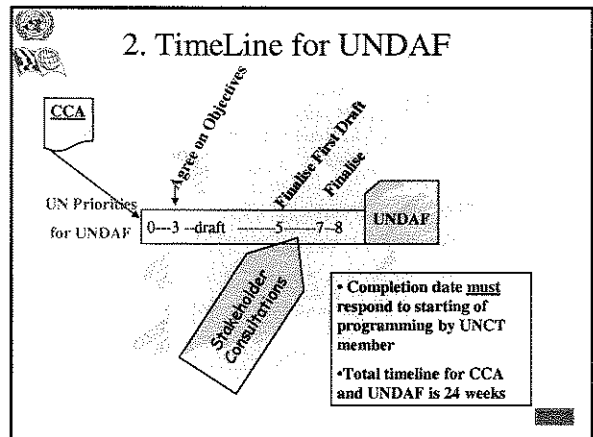 2. TimeLine for UNDAF
CCA
Agree on Objectives
Finalise First Draft
Finalise
UN Priorities
for UNDAF
0---3 --draft ---------5------7--8
UNDAF
Stakeholder
Consultations
• Completion date must
respond to starting of
programming by UNCT
member
•Total timeline for CCA
and UNDAF is 24 weeks